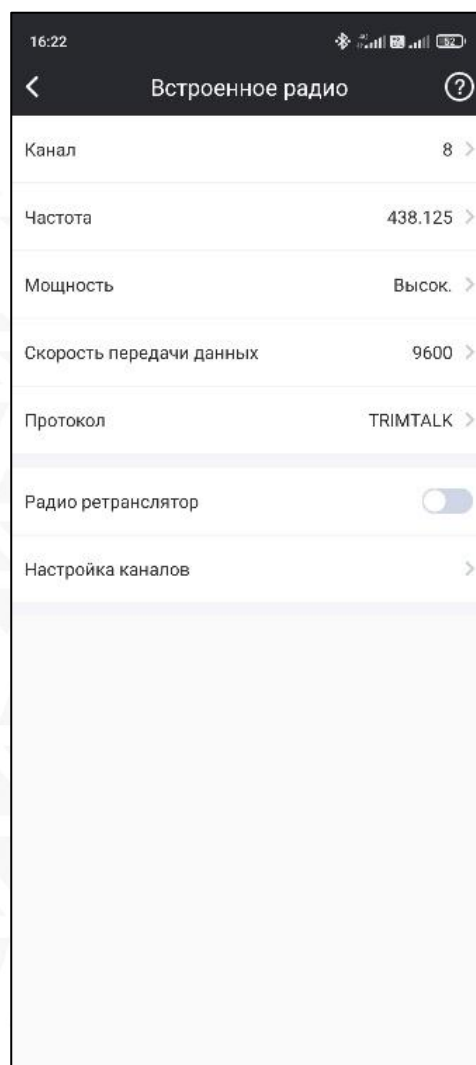 16:22
52
Встроенное радио
?
Канал 8
Частота 438.125
Мощность Высок.
Скорость передачи данных 9600
Протокол TRIMTALK
Радио ретранслятор
Настройка каналов